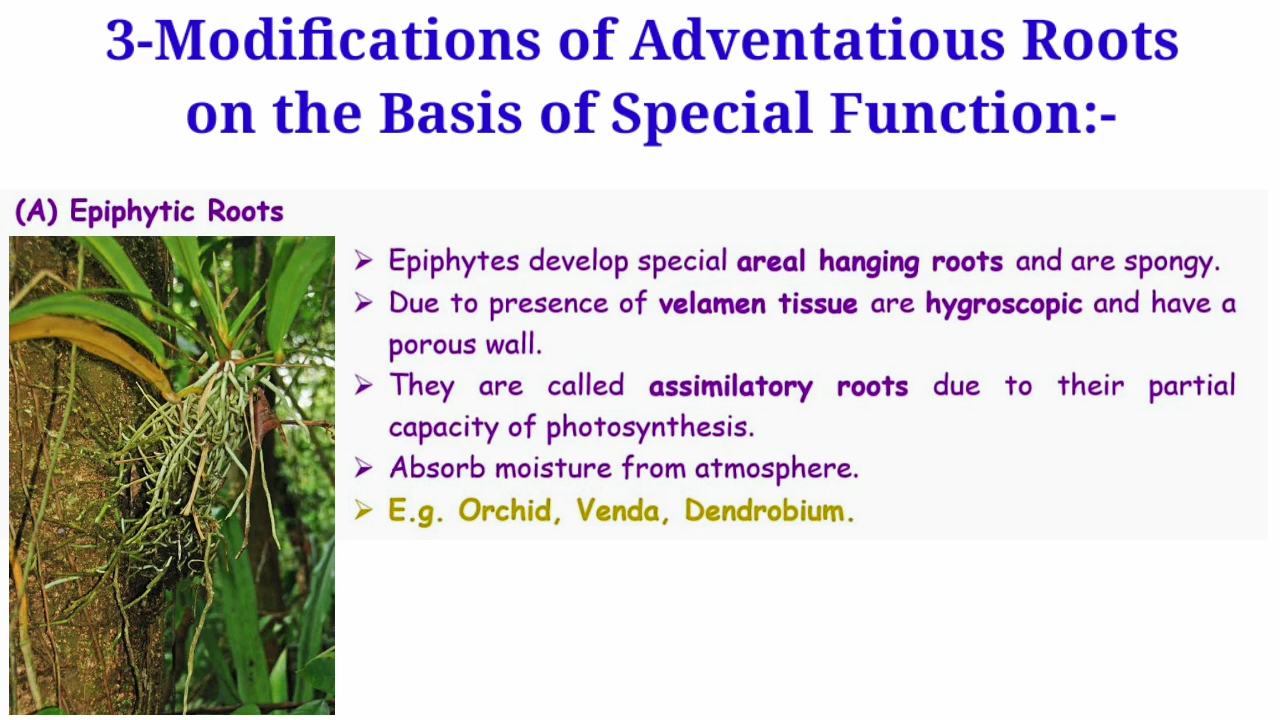 3-Modifications of Adventatious Roots
on the Basis of Special Function:-
(A) Epiphytic Roots
➢ Epiphytes develop special areal hanging roots and are spongy.
➢ Due to presence of velamen tissue are hygroscopic and have a
porous wall.
➢ They are called assimilatory roots due to their partial
capacity of photosynthesis.
➢ Absorb moisture from atmosphere.
➢ E.g. Orchid, Venda, Dendrobium.